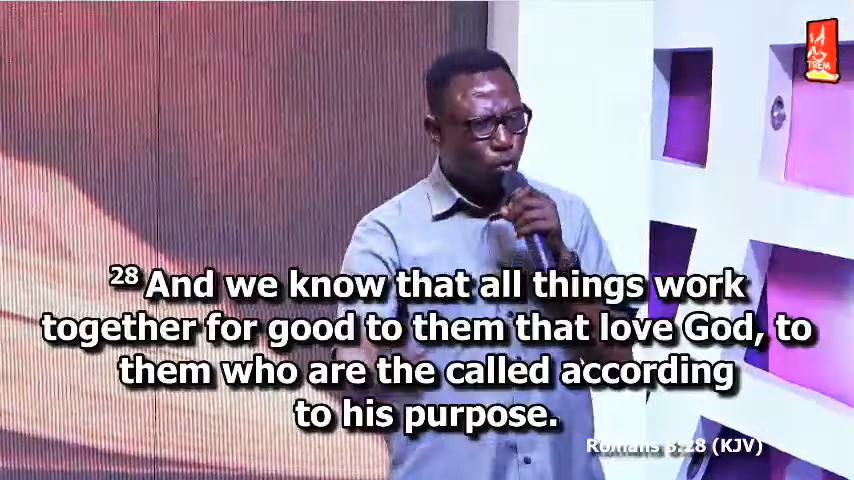 TREM
28 And we know that all things work
together for good to them that love God, to
them who are the called according
to his purpose.
Romans 8:28 (KJV)